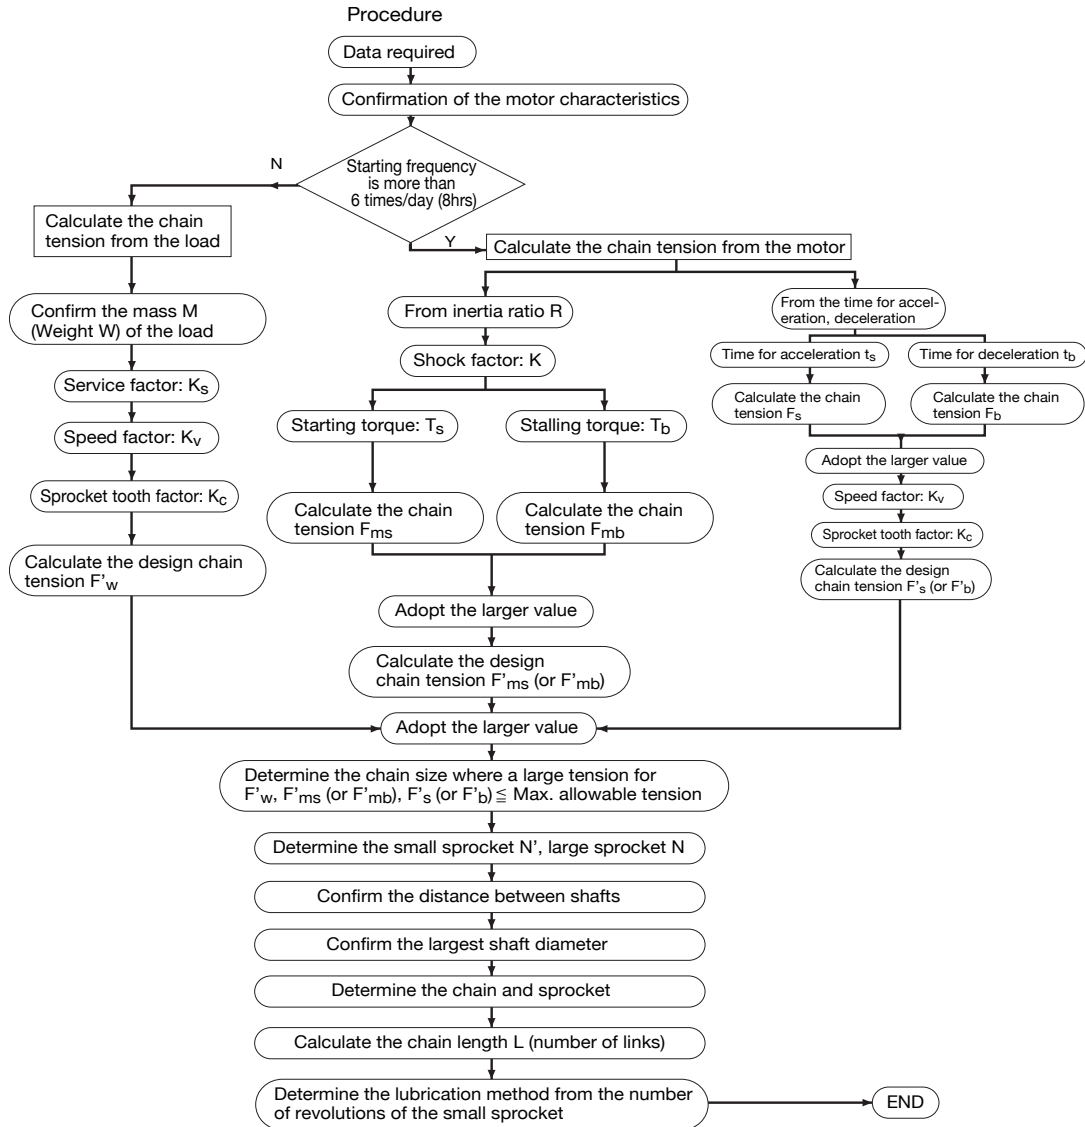 Procedure
Data required
Confirmation of the motor characteristics
Starting frequency
is more than
6 times/day (8hrs)
N
Y
Calculate the chain
tension from the load
Confirm the mass M
(Weight W) of the load
Service factor: Ks
Speed factor: Kv
Sprocket tooth factor: Kc
Calculate the design chain
tension F'w
Calculate the chain tension from the motor
From inertia ratio R
Shock factor: K
Starting torque: Ts
Stalling torque: Tb
Calculate the chain
tension Fms
Calculate the chain
tension Fmb
Adopt the larger value
Calculate the design
chain tension F'ms (or F'mb)
From the time for accel-
eration, deceleration
Time for acceleration ts
Time for deceleration tb
Calculate the chain
tension Fs
Calculate the chain
tension Fb
Adopt the larger value
Speed factor: Kv
Sprocket tooth factor: Kc
Calculate the design
chain tension F's (or F'b)
Adopt the larger value
Determine the chain size where a large tension for
F'w, F'ms (or F'mb), F's (or F'b) ≦ Max. allowable tension
Determine the small sprocket N', large sprocket N
Confirm the distance between shafts
Confirm the largest shaft diameter
Determine the chain and sprocket
Calculate the chain length L (number of links)
Determine the lubrication method from the number
of revolutions of the small sprocket
END